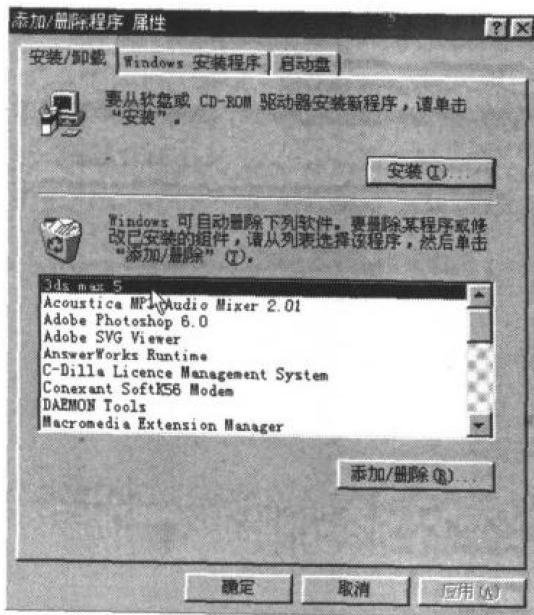 添加/删除程序 属性
安装/卸载 Windows 安装程序 启动盘
要从软盘或 CD-ROM 驱动器安装新程序，请单击
“安装”。
安装(I)...
Windows 可自动删除下列软件。要删除某程序或修
改已安装的组件，请从列表选择该程序，然后单击
“添加/删除”(T)。
3ds max 5
Acoustica MP3 Audio Mixer 2.01
Adobe Photoshop 6.0
Adobe SVG Viewer
AnswerWorks Runtime
C-Dilla Licence Management System
Conexant SoftK56 Modem
DAEMON Tools
Macromedia Extension Manager
添加/删除(R)...
确定 取消 应用(A)